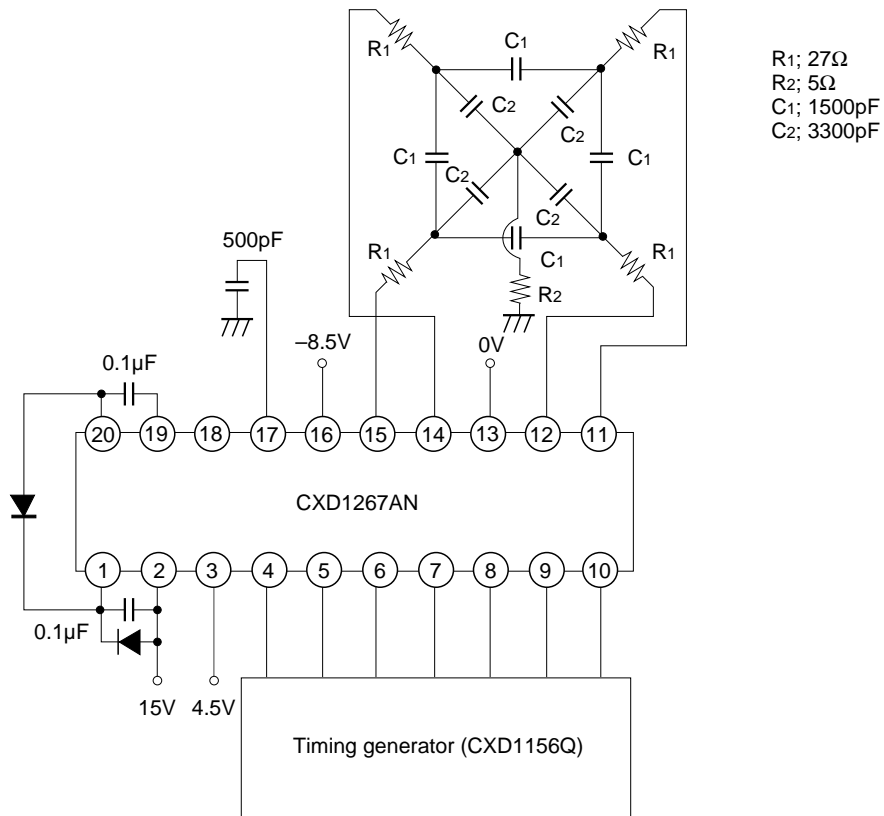 R1
C1
R1
R1; 27Ω
R2; 5Ω
C1; 1500pF
C2; 3300pF
C2
C2
C1
C1
C2
C2
R1
C1
R1
R2
500pF
–8.5V
0V
0.1µF
20 19 18 17 16 15 14 13 12 11
CXD1267AN
1 2 3 4 5 6 7 8 9 10
0.1µF
15V 4.5V
Timing generator (CXD1156Q)